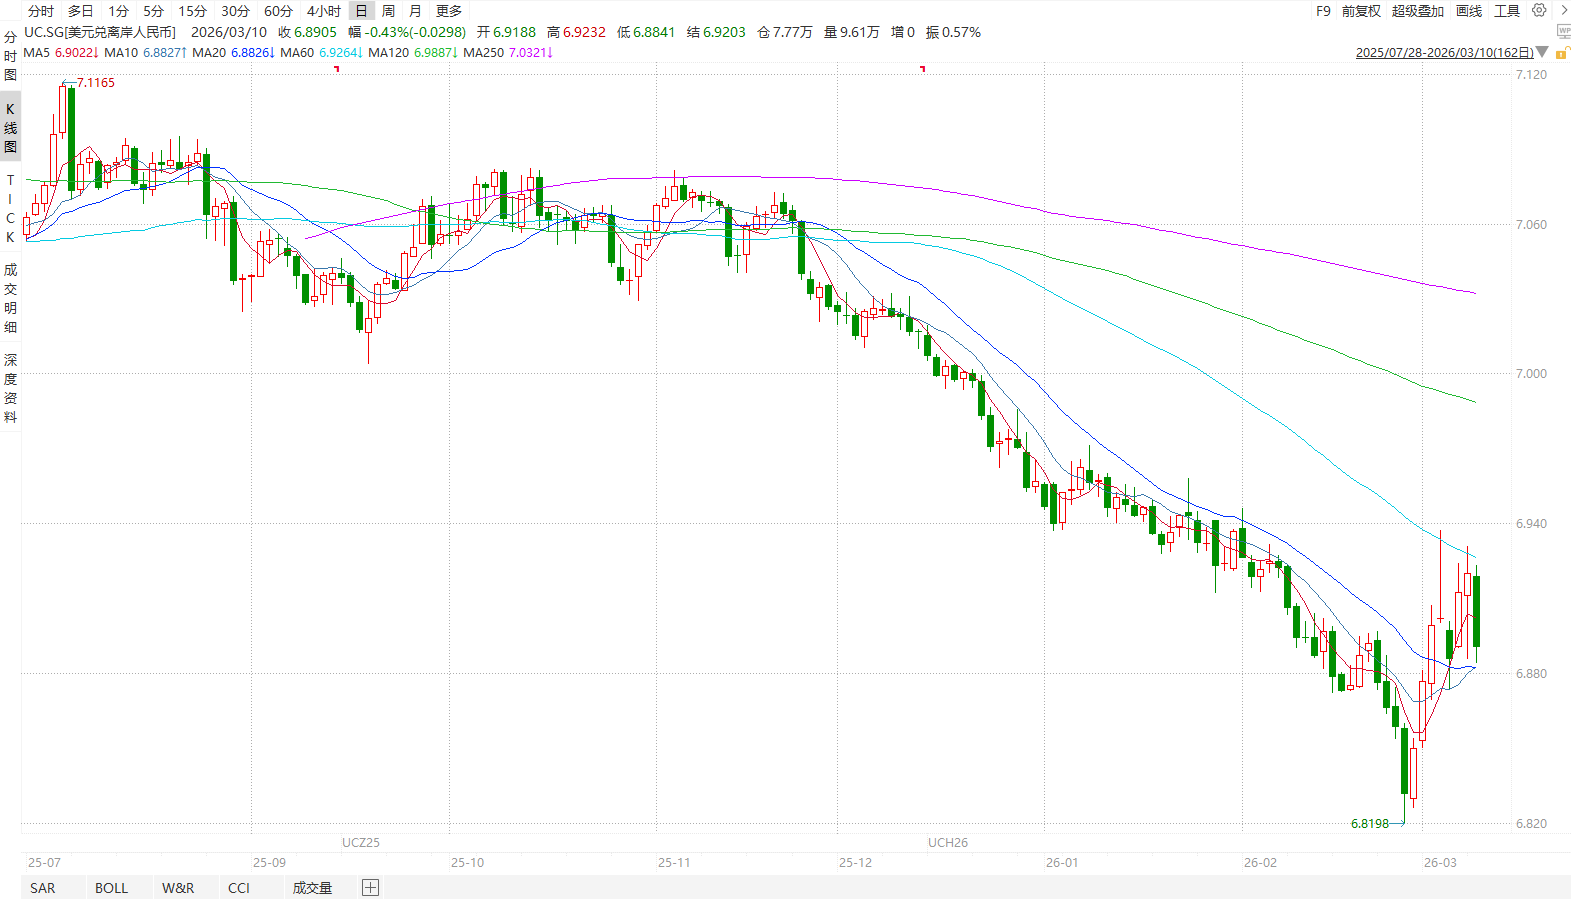 分时 多日 1分 5分 15分 30分 60分 4小时 日 周 月 更多 F9 前复权 超级叠加 画线 工具
UC.SG[美元兑离岸人民币] 2026/03/10 收 6.8905 幅 -0.43%(-0.0298) 开 6.9188 高 6.9232 低 6.8841 结 6.9203 仓 7.77万 量 9.61万 增 0 振 0.57%
MA5 6.9022↓ MA10 6.8827↑ MA20 6.8826↓ MA60 6.9264↓ MA120 6.9887↓ MA250 7.0321↓ 2025/07/28-2026/03/10(162日)
分时图
K线图
TICK
成交明细
深度资料
7.1165
7.120
7.060
7.000
6.940
6.880
6.820
6.8198
UCZ25 UCH26
25-07 25-09 25-10 25-11 25-12 26-01 26-02 26-03
SAR BOLL W&R CCI 成交量